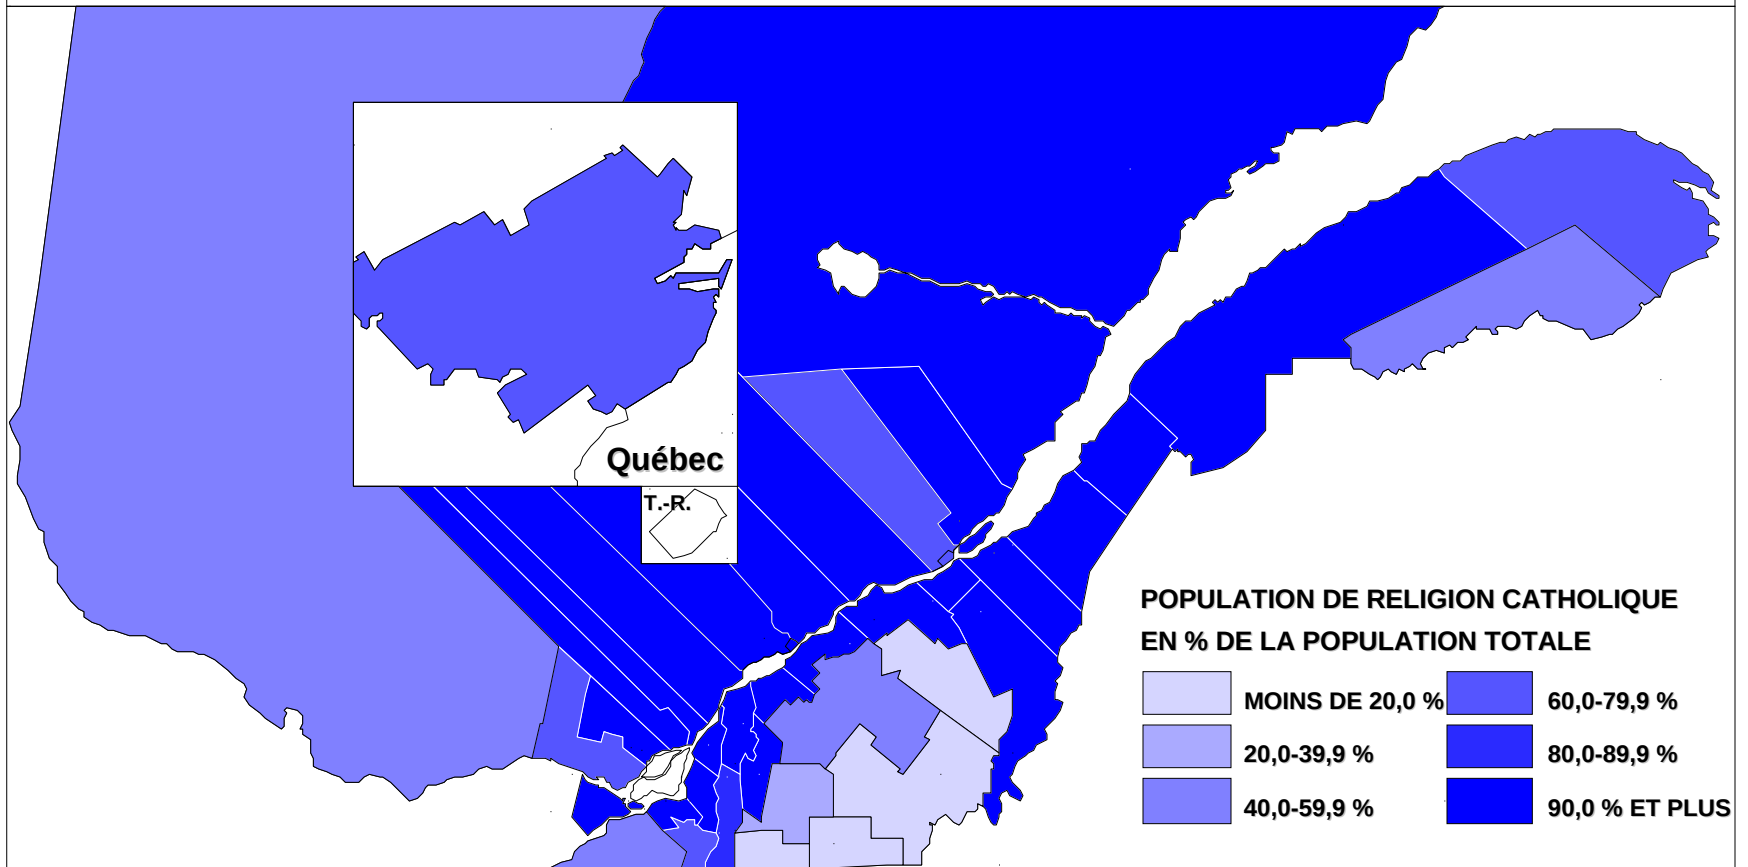 Québec
T.-R.
POPULATION DE RELIGION CATHOLIQUE
EN % DE LA POPULATION TOTALE
MOINS DE 20,0 %
20,0-39,9 %
40,0-59,9 %
60,0-79,9 %
80,0-89,9 %
90,0 % ET PLUS